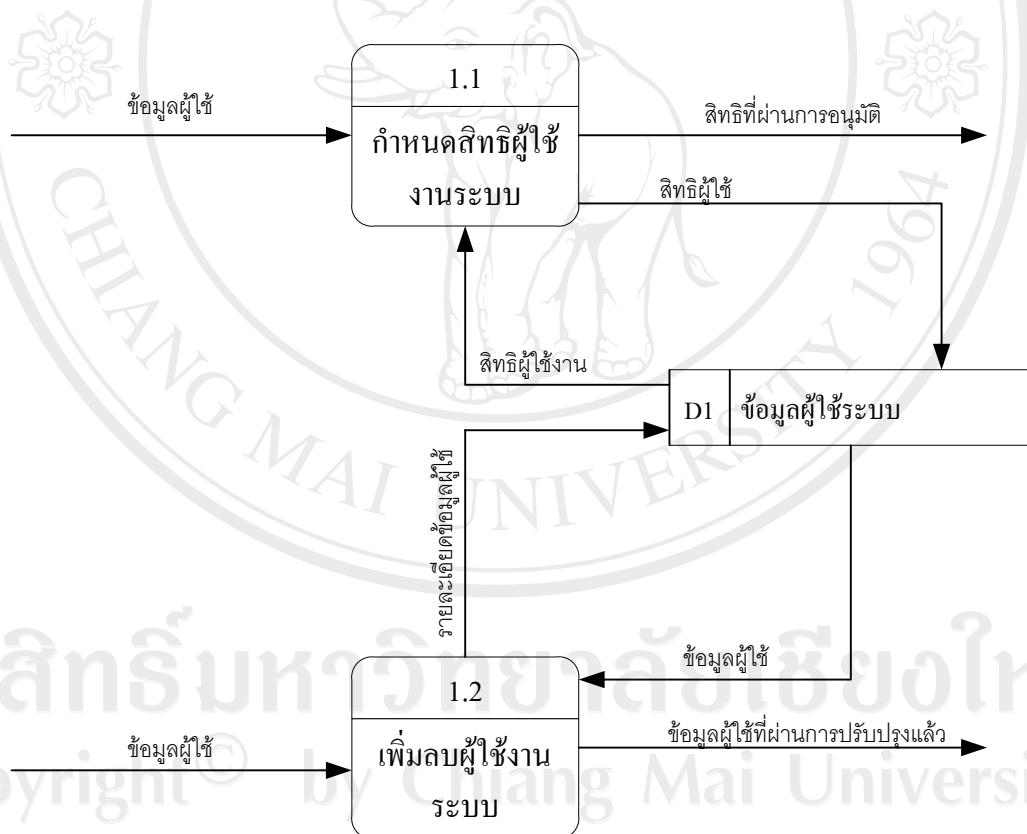 1.1
ข้อมูลผู้ใช้
สิทธิที่ผ่านการอนุมัติ
กำหนดสิทธิผู้ใช้
งานระบบ
สิทธิผู้ใช้
CHIANG MAI UNIVERSITY 1964
สิทธิผู้ใช้งาน
D1
ข้อมูลผู้ใช้ระบบ
รายละเอียดข้อมูลผู้ใช้
สิทธิ์มหาวิทยาลัยเชียงให
ข้อมูลผู้ใช้
1.2
ข้อมูลผู้ใช้ที่ผ่านการปรับปรุงแล้ว
ข้อมูลผู้ใช้
เพิ่มลบผู้ใช้งาน
ระบบ
opyright© by Chiang Mai Universi